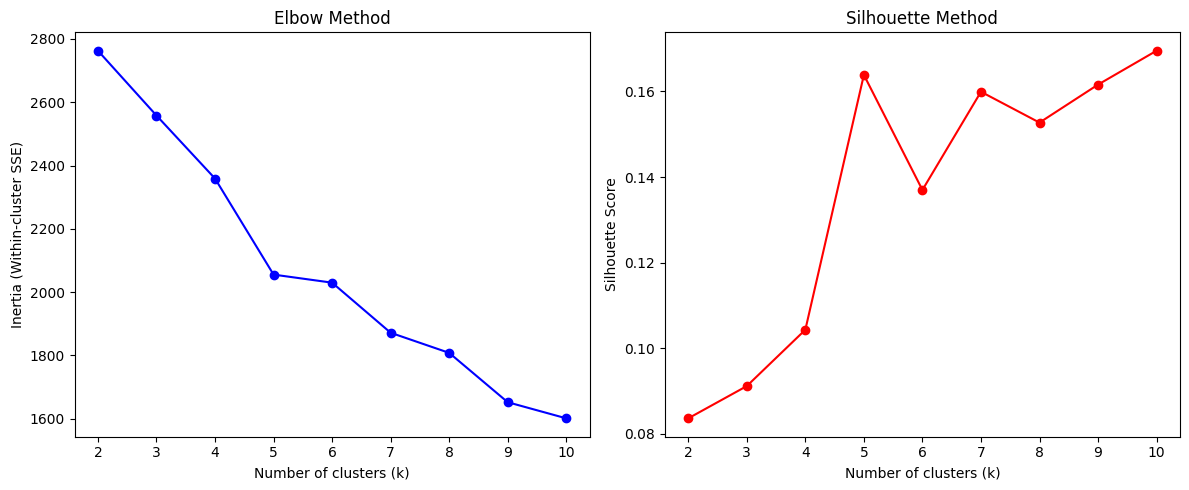 Elbow Method
2800
2600
2400
2200
2000
1800
1600
Inertia (Within-cluster SSE)
2 3 4 5 6 7 8 9 10
Number of clusters (k)
Silhouette Method
0.16
0.14
0.12
0.10
0.08
Silhouette Score
2 3 4 5 6 7 8 9 10
Number of clusters (k)